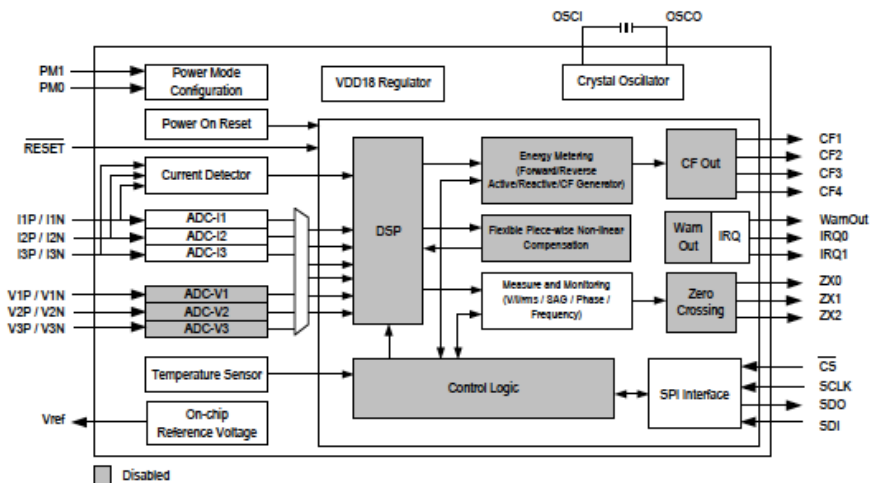 OSCI
OSCO
PM1
PM0
Power Mode
Configuration
VDD18 Regulator
Crystal Oscillator
Power On Reset
RESET
Current Detector
I1P / I1N
I2P / I2N
I3P / I3N
ADC-I1
ADC-I2
ADC-I3
V1P / V1N
V2P / V2N
V3P / V3N
ADC-V1
ADC-V2
ADC-V3
DSP
Energy Metering
(Forward/Reverse
Active/Reactive/CF Generator)
CF Out
CF1
CF2
CF3
CF4
Flexible Piece-wise Non-linear
Compensation
Warn
Out
IRQ
WarnOut
IRQ0
IRQ1
Measure and Monitoring
(V/I/rms / SAG / Phase /
Frequency)
Zero
Crossing
ZX0
ZX1
ZX2
Temperature Sensor
Control Logic
SPI Interface
CS
SCLK
SDO
SDI
Vref
On-chip
Reference Voltage
Disabled